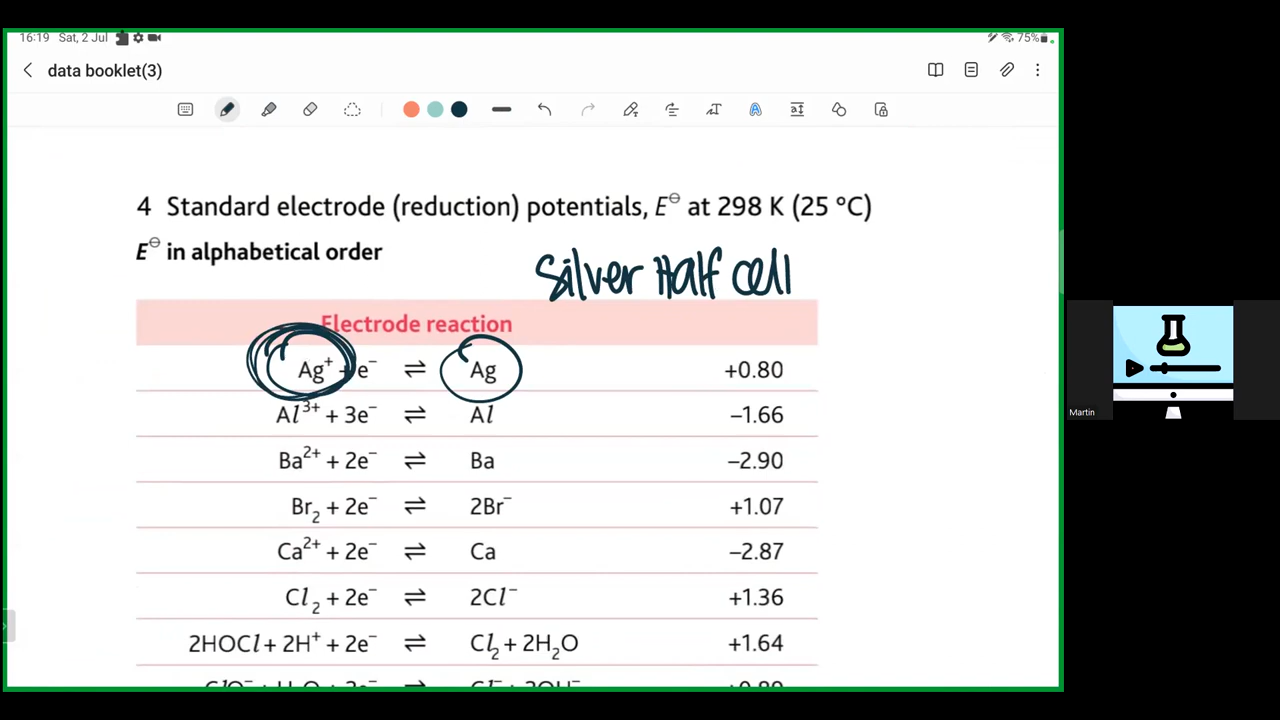 16:19 Sat, 2 Jul 75%
data booklet(3)
4 Standard electrode (reduction) potentials, E⦵ at 298 K (25 °C)
E⦵ in alphabetical order
Silver Half cell
Electrode reaction
Ag⁺ + e⁻ ⇌ Ag +0.80
Al³⁺ + 3e⁻ ⇌ Al –1.66
Ba²⁺ + 2e⁻ ⇌ Ba –2.90
Br₂ + 2e⁻ ⇌ 2Br⁻ +1.07
Ca²⁺ + 2e⁻ ⇌ Ca –2.87
Cl₂ + 2e⁻ ⇌ 2Cl⁻ +1.36
Martin
2HOCl + 2H⁺ + 2e⁻ ⇌ Cl₂ + 2H₂O +1.64